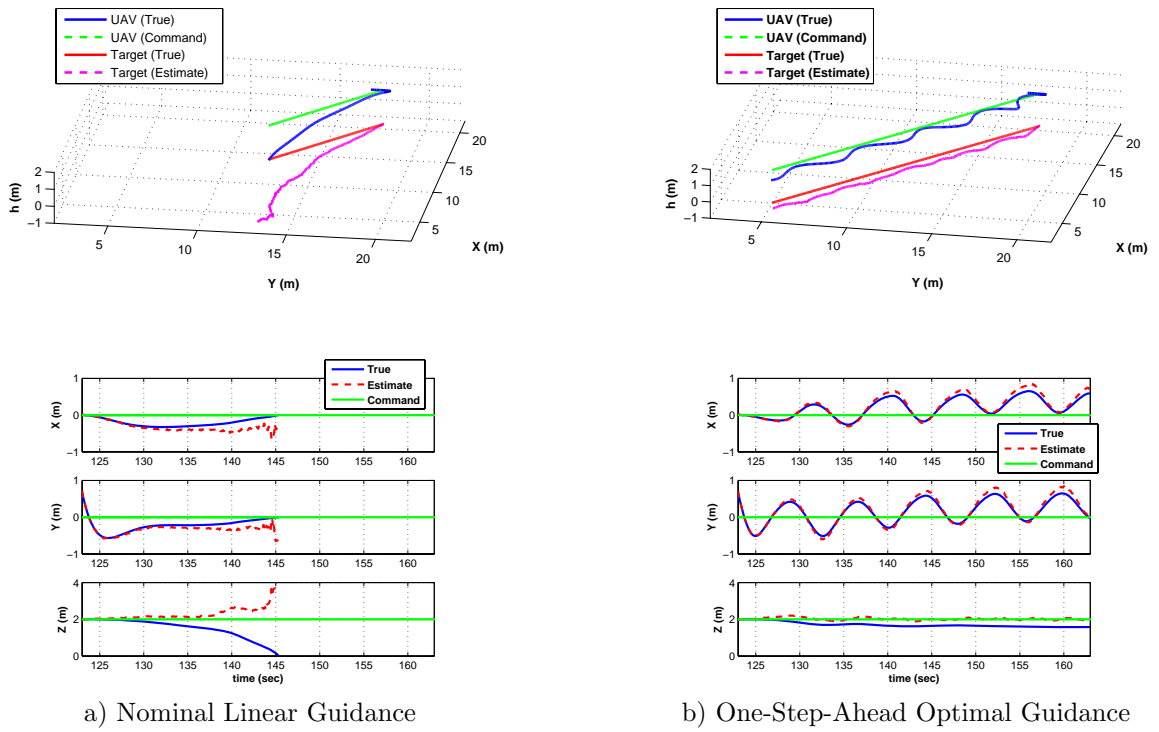 UAV (True)
UAV (Command)
Target (True)
Target (Estimate)
2
1
0
−1
h (m)
5
10
15
20
Y (m)
5
10
15
20
X (m)
UAV (True)
UAV (Command)
Target (True)
Target (Estimate)
2
1
0
−1
h (m)
5
10
15
20
Y (m)
5
10
15
20
X (m)
True
Estimate
Command
1
0
−1
X (m)
125 130 135 140 145 150 155 160
1
0
−1
Y (m)
125 130 135 140 145 150 155 160
4
2
0
Z (m)
125 130 135 140 145 150 155 160
time (sec)
a) Nominal Linear Guidance
1
0
−1
X (m)
125 130 135 140 145 150 155 160
True
Estimate
Command
1
0
−1
Y (m)
125 130 135 140 145 150 155 160
4
2
0
Z (m)
125 130 135 140 145 150 155 160
time (sec)
b) One-Step-Ahead Optimal Guidance